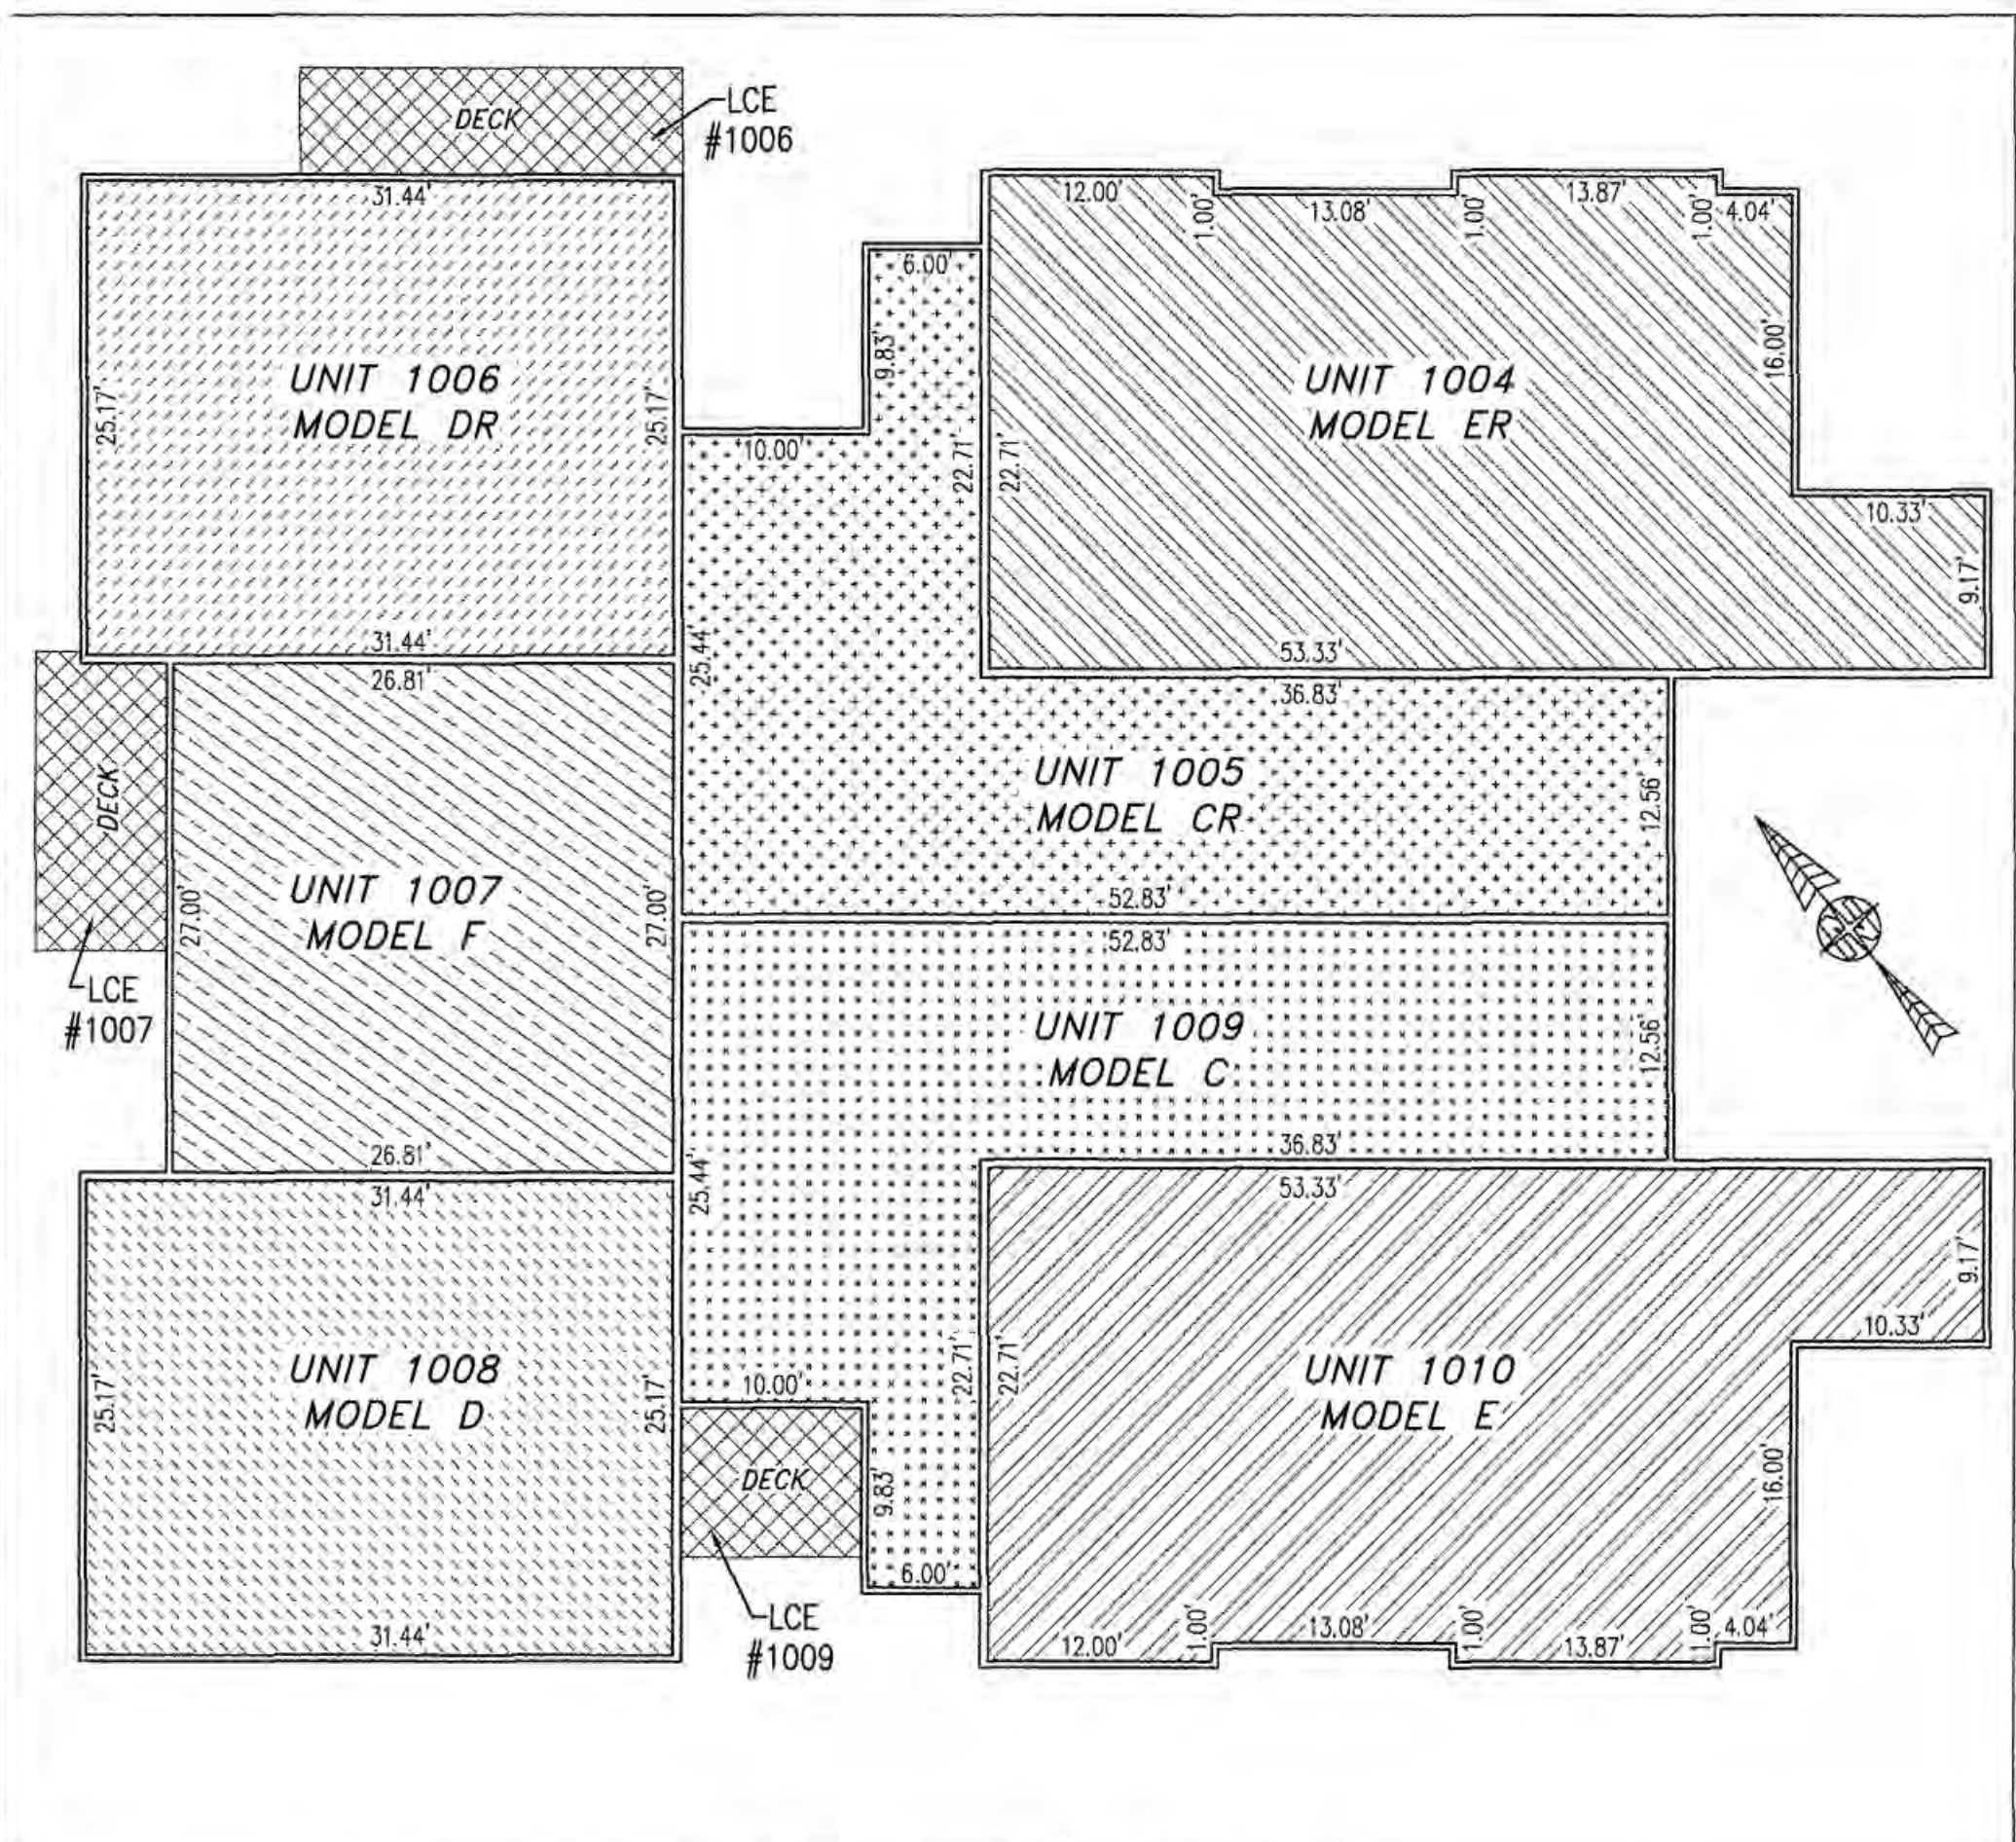 DECK
LCE
#1006
31.44'
25.17'
UNIT 1006
MODEL DR
25.17'
31.44'
12.00'
1.00'
13.08'
1.00'
13.87'
1.00'
4.04'
16.00'
UNIT 1004
MODEL ER
22.71'
10.33'
9.17'
53.33'
6.00'
9.83'
10.00'
22.71'
25.44'
36.83'
UNIT 1005
MODEL CR
12.56'
52.83'
26.81'
DECK
27.00'
UNIT 1007
MODEL F
27.00'
LCE
#1007
26.81'
52.83'
UNIT 1009
MODEL C
12.56'
36.83'
25.44'
10.00'
22.71'
9.83'
6.00'
DECK
LCE
#1009
31.44'
25.17'
UNIT 1008
MODEL D
25.17'
31.44'
53.33'
9.17'
10.33'
22.71'
UNIT 1010
MODEL E
16.00'
12.00'
1.00'
13.08'
1.00'
13.87'
1.00'
4.04'